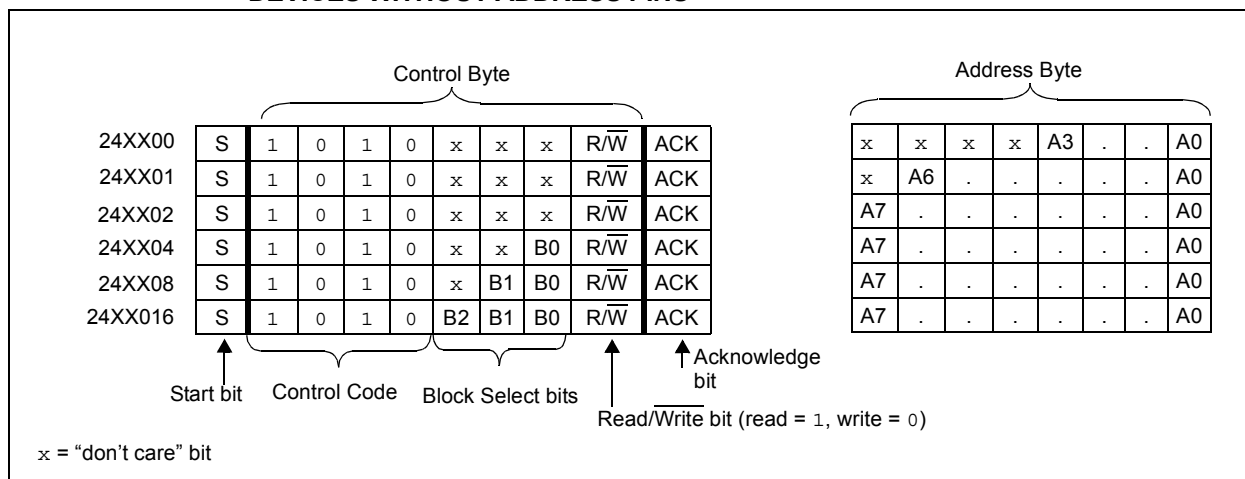 DEVICES WITHOUT ADDRESS PINS
Control Byte
Address Byte
24XX00 S 1 0 1 0 x x x R/W ACK x x x x A3 . . A0
24XX01 S 1 0 1 0 x x x R/W ACK x A6 . . . . . A0
24XX02 S 1 0 1 0 x x x R/W ACK A7 . . . . . . A0
24XX04 S 1 0 1 0 x x B0 R/W ACK A7 . . . . . . A0
24XX08 S 1 0 1 0 x B1 B0 R/W ACK A7 . . . . . . A0
24XX016 S 1 0 1 0 B2 B1 B0 R/W ACK A7 . . . . . . A0
Start bit
Control Code
Block Select bits
Acknowledge
bit
Read/Write bit (read = 1, write = 0)
x = “don’t care” bit